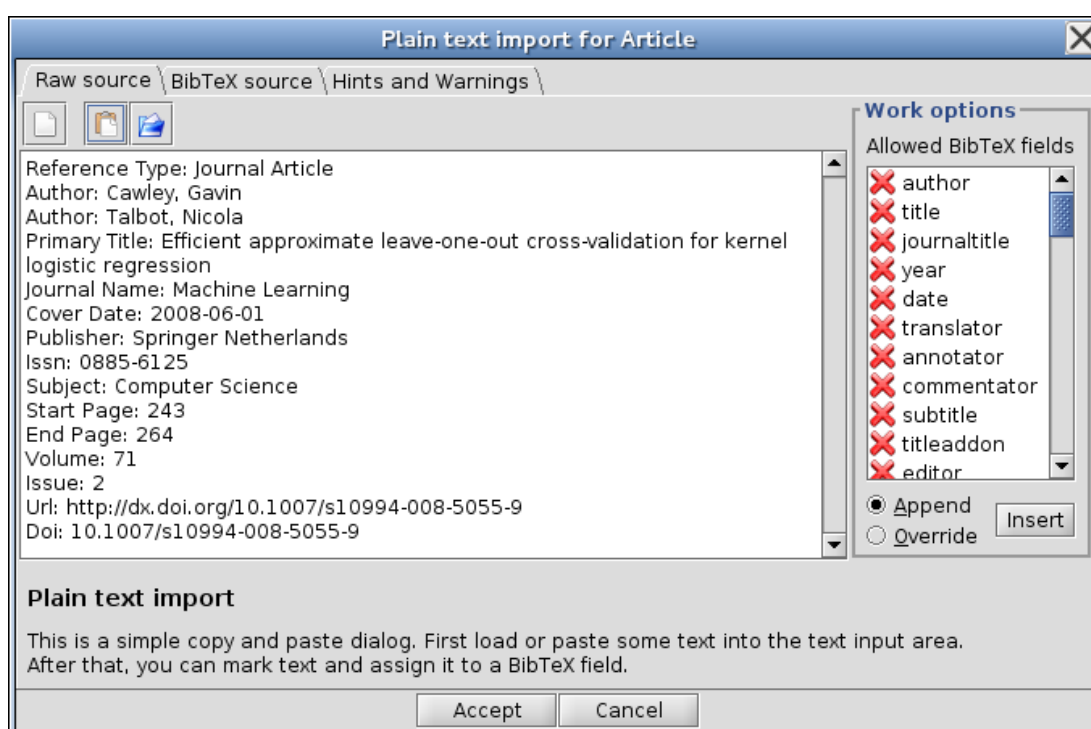 Plain text import for Article
Raw source
BibTeX source
Hints and Warnings
Reference Type: Journal Article
Author: Cawley, Gavin
Author: Talbot, Nicola
Primary Title: Efficient approximate leave-one-out cross-validation for kernel
logistic regression
Journal Name: Machine Learning
Cover Date: 2008-06-01
Publisher: Springer Netherlands
Issn: 0885-6125
Subject: Computer Science
Start Page: 243
End Page: 264
Volume: 71
Issue: 2
Url: http://dx.doi.org/10.1007/s10994-008-5055-9
Doi: 10.1007/s10994-008-5055-9
Work options
Allowed BibTeX fields
author
title
journaltitle
year
date
translator
annotator
commentator
subtitle
titleaddon
editor
Append
Override
Insert
Plain text import
This is a simple copy and paste dialog. First load or paste some text into the text input area.
After that, you can mark text and assign it to a BibTeX field.
Accept
Cancel